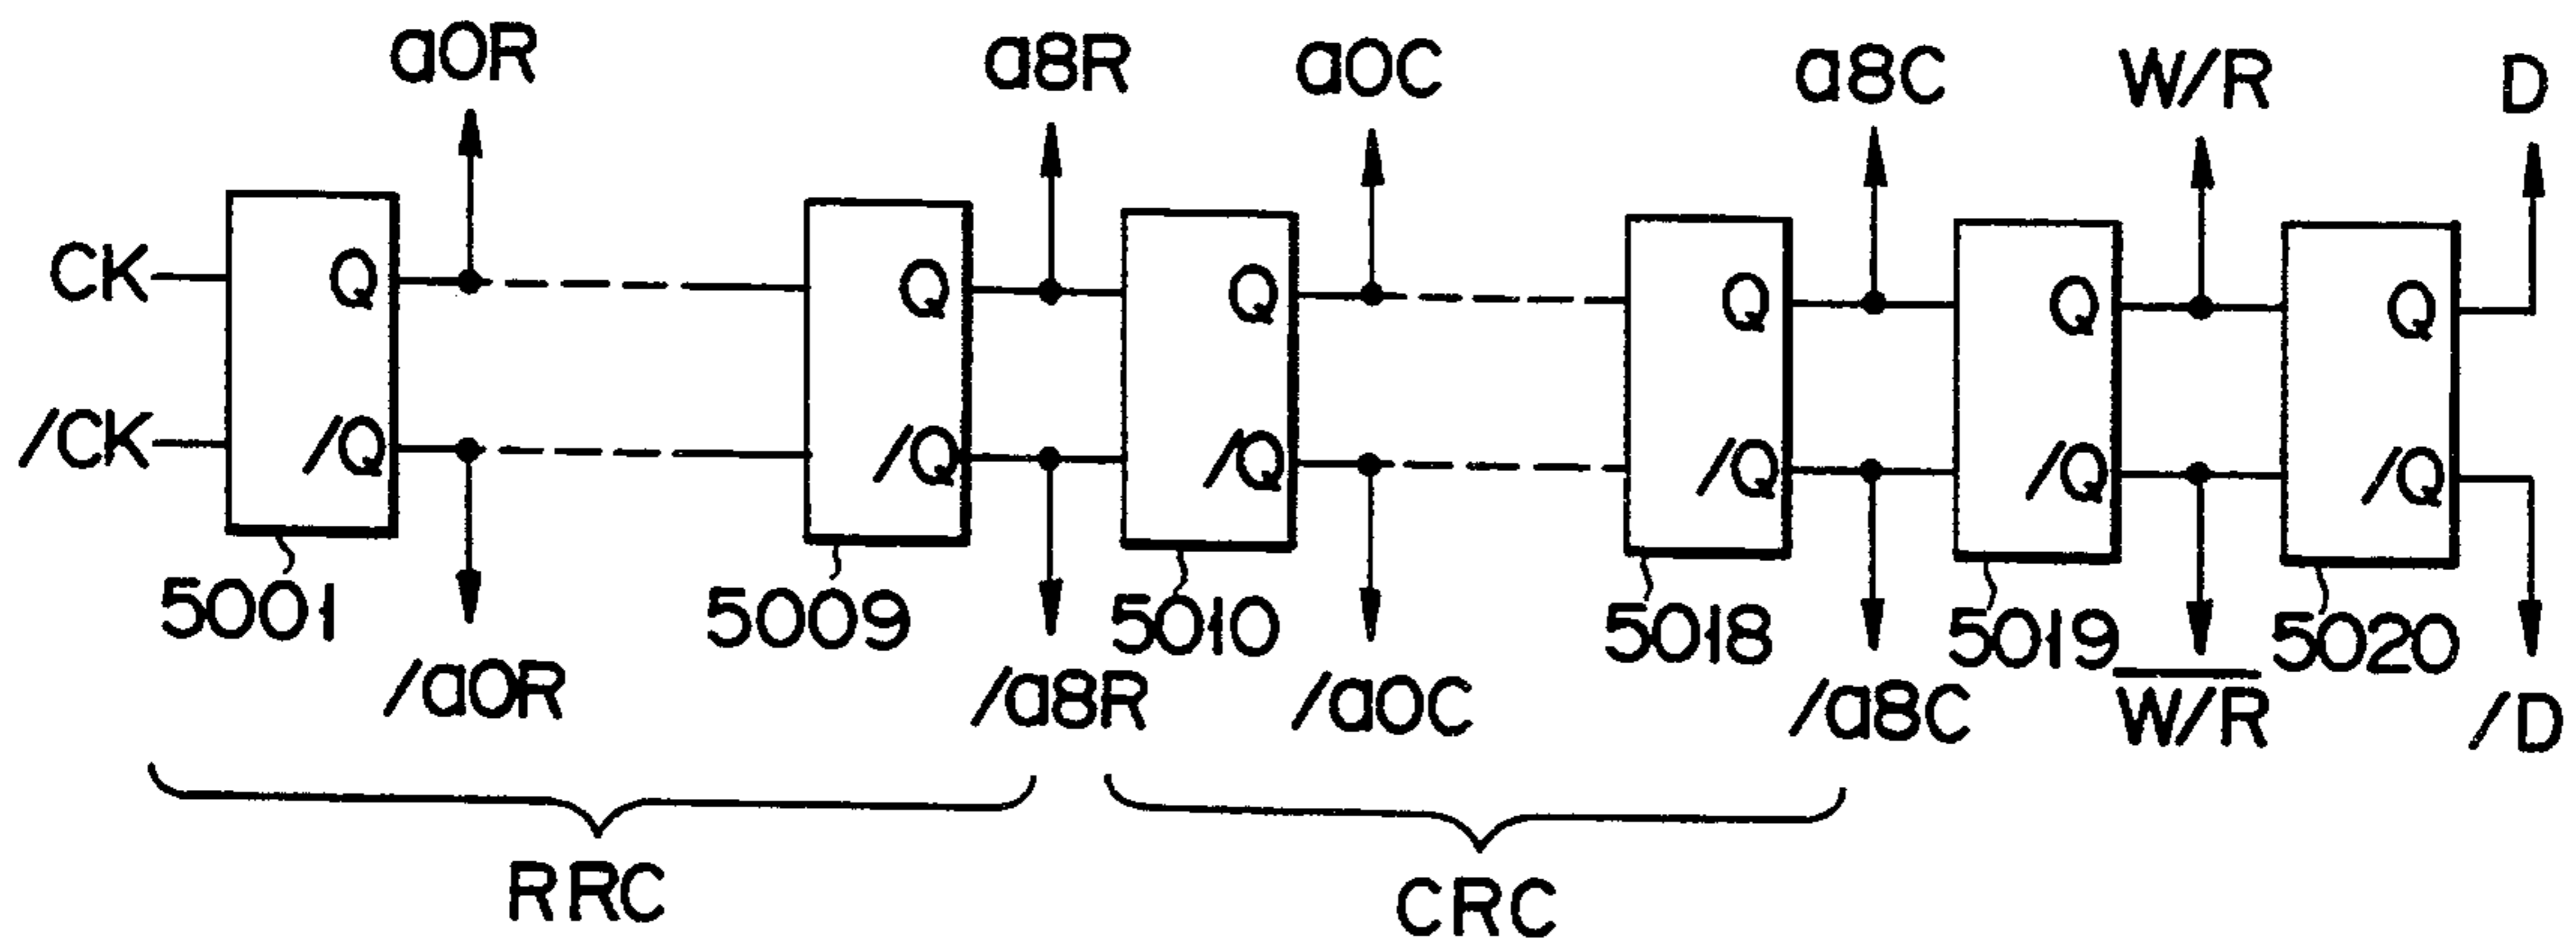 a0R a8R a0C a8C W/R D
CK Q Q Q Q Q Q
/CK /Q /Q /Q /Q /Q /Q
5001 5009 5010 5018 5019 5020
/a0R /a8R /a0C /a8C W̅/̅R̅ /D
RRC CRC